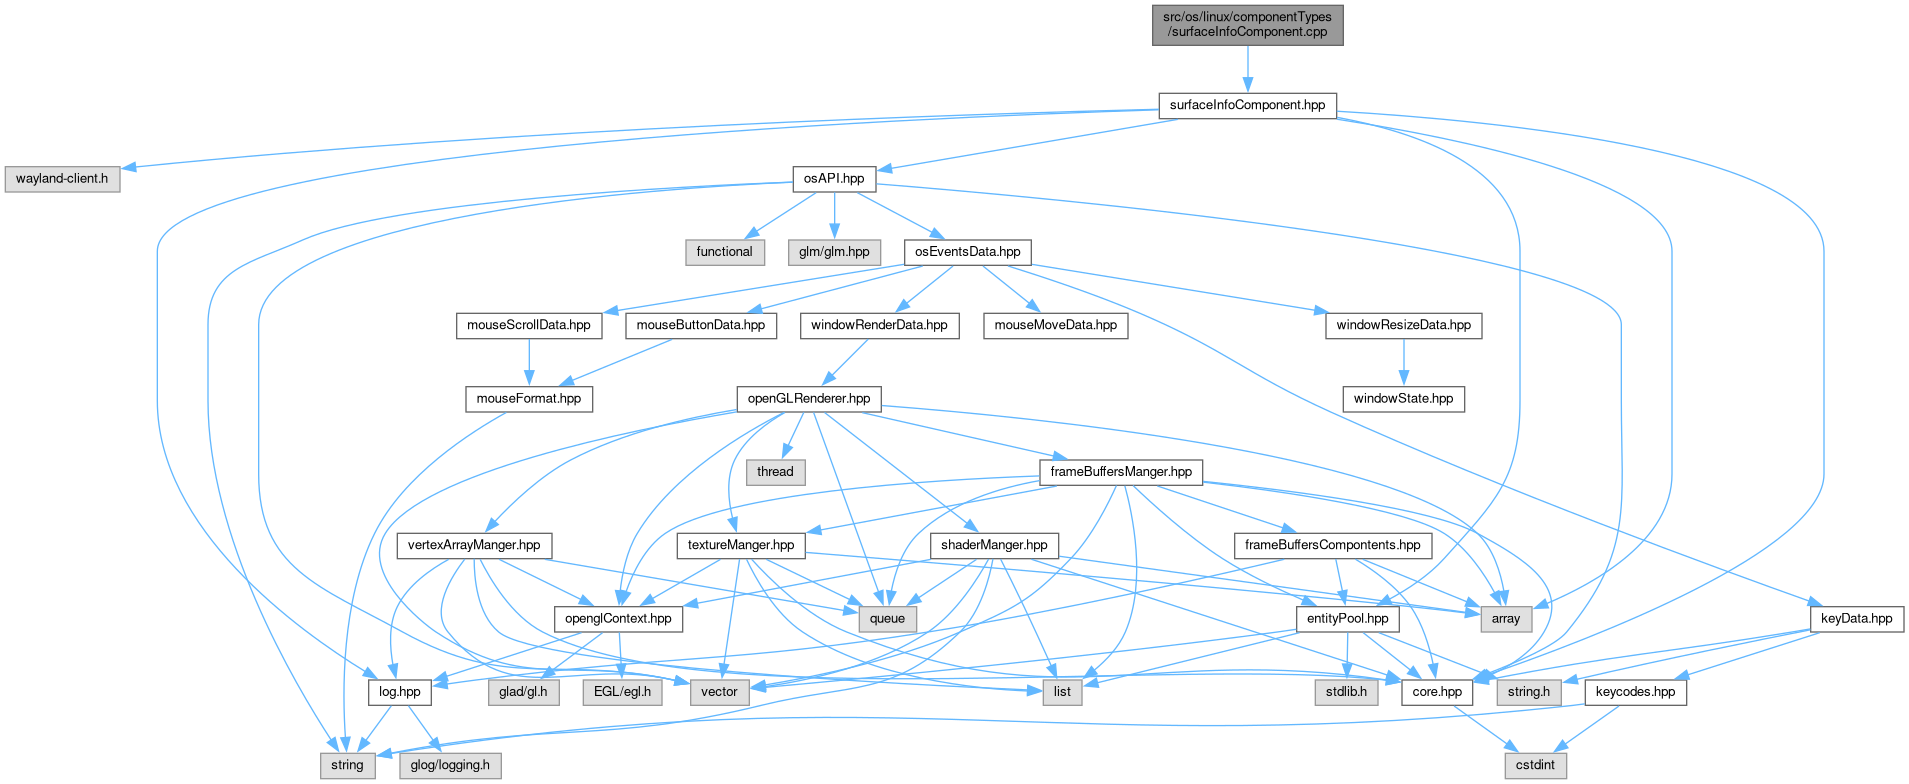 src/os/linux/componentTypes
/surfaceInfoComponent.cpp
surfaceInfoComponent.hpp
wayland-client.h
osAPI.hpp
functional
glm/glm.hpp
osEventsData.hpp
mouseScrollData.hpp
mouseButtonData.hpp
windowRenderData.hpp
mouseMoveData.hpp
windowResizeData.hpp
mouseFormat.hpp
openGLRenderer.hpp
windowState.hpp
thread
frameBuffersManger.hpp
vertexArrayManger.hpp
textureManger.hpp
shaderManger.hpp
frameBuffersCompontents.hpp
openglContext.hpp
queue
entityPool.hpp
array
keyData.hpp
log.hpp
glad/gl.h
EGL/egl.h
vector
list
stdlib.h
core.hpp
string.h
keycodes.hpp
string
glog/logging.h
cstdint